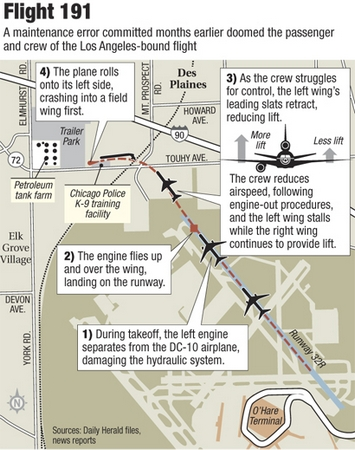 Flight 191
A maintenance error committed months earlier doomed the passenger
and crew of the Los Angeles-bound flight
ELMHURST
RD.
4) The plane rolls
onto its left side,
crashing into a field
wing first.
MT. PROSPECT
RD.
Des
Plaines
HOWARD
AVE.
3) As the crew struggles
for control, the left wing's
leading slats retract,
reducing lift.
More
lift
Less lift
The crew reduces
airspeed, following
engine-out procedures,
and the left wing stalls
while the right wing
continues to provide lift.
Trailer
Park
90
72
TOUHY AVE.
Petroleum
tank farm
Chicago Police
K-9 training
facility
Elk
Grove
Village
2) The engine flies up
and over the wing,
landing on the runway.
DEVON
AVE.
YORK RD.
1) During takeoff, the left engine
separates from the DC-10 airplane,
damaging the hydraulic system.
Runway 32R
N
O'Hare
Terminal
Sources: Daily Herald files,
news reports